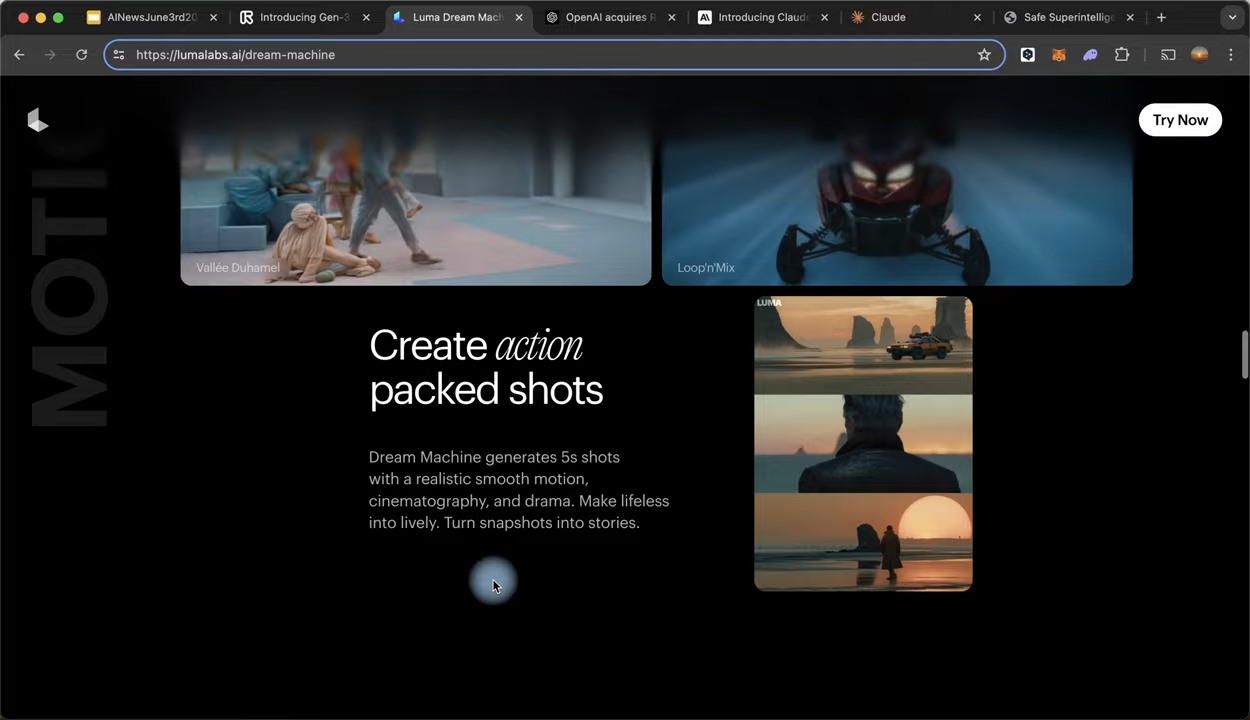 AINewsJune3rd20
Introducing Gen-3
Luma Dream Mach
OpenAI acquires R
Introducing Claude
Claude
Safe Superintellige
https://lumalabs.ai/dream-machine
Try Now
MOTIO
Vallée Duhamel
Loop'n'Mix
LUMA
Create action
packed shots
Dream Machine generates 5s shots
with a realistic smooth motion,
cinematography, and drama. Make lifeless
into lively. Turn snapshots into stories.